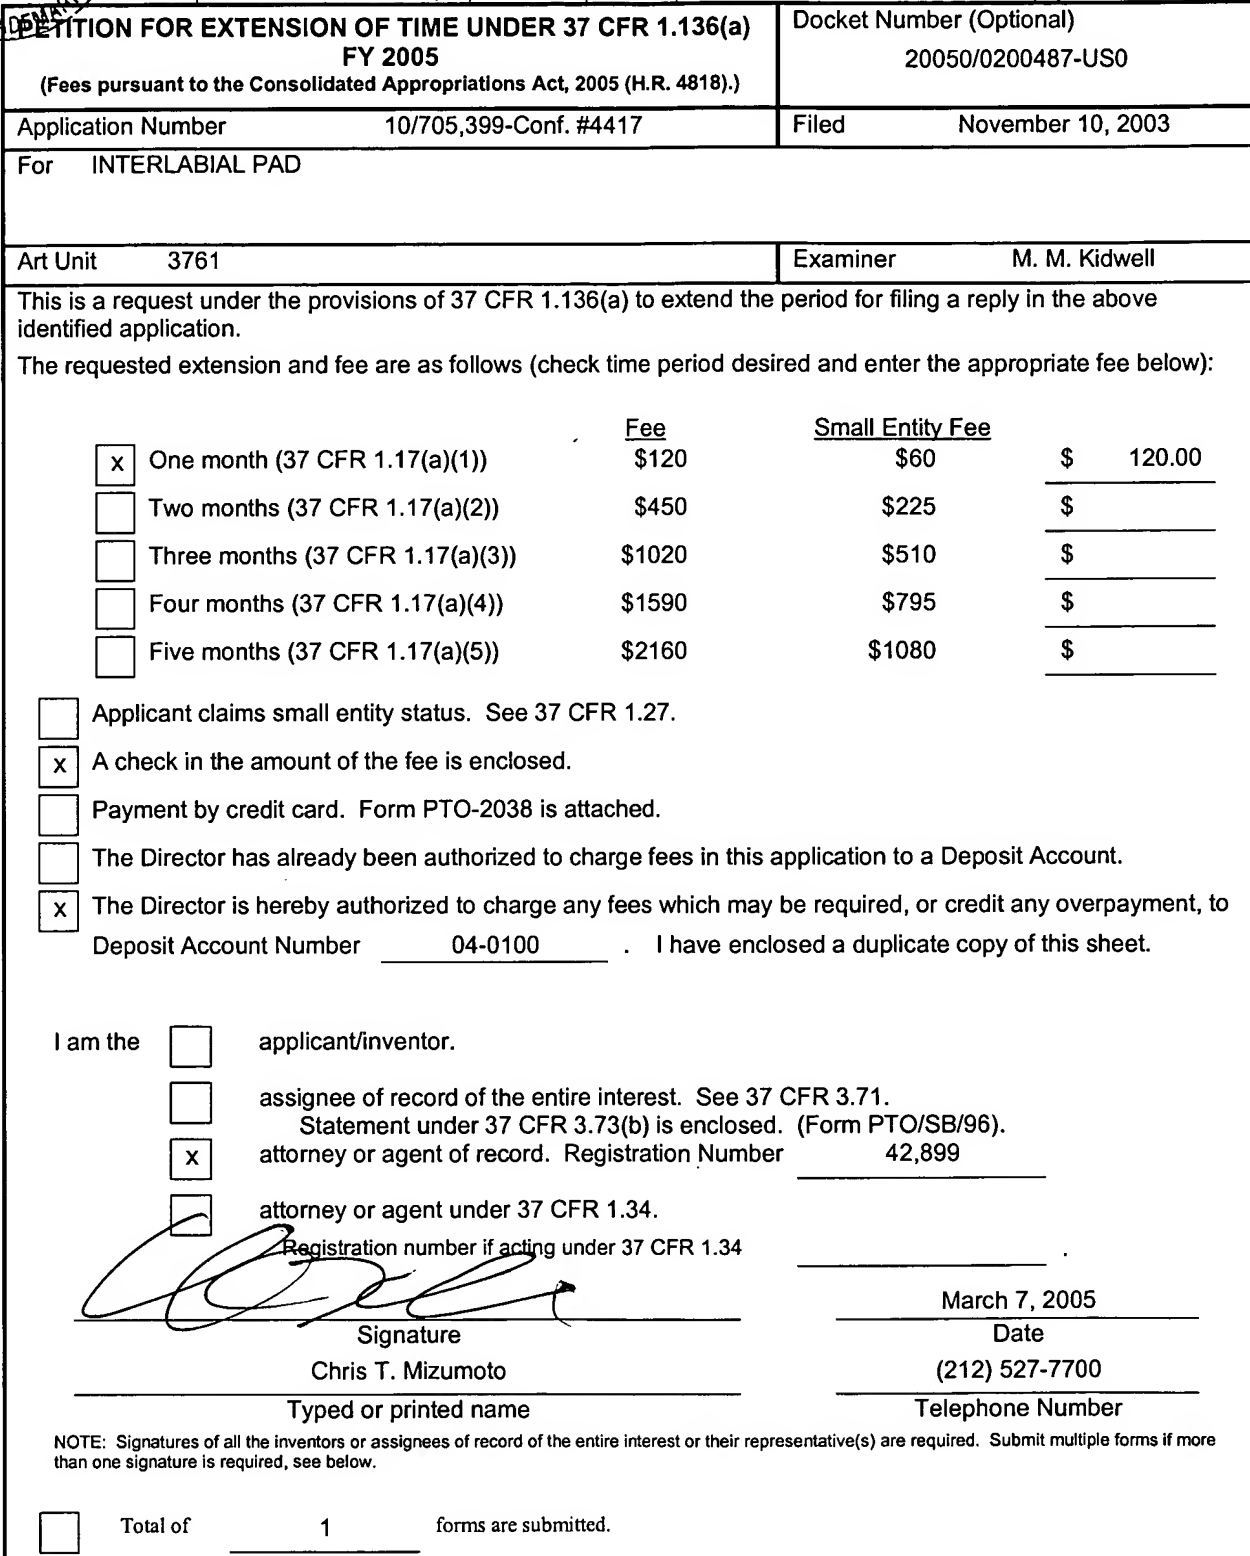 PETITION FOR EXTENSION OF TIME UNDER 37 CFR 1.136(a)
FY 2005
(Fees pursuant to the Consolidated Appropriations Act, 2005 (H.R. 4818).)
Docket Number (Optional)
20050/0200487-US0
Application Number 10/705,399-Conf. #4417
Filed November 10, 2003
For INTERLABIAL PAD
Art Unit 3761
Examiner M. M. Kidwell
This is a request under the provisions of 37 CFR 1.136(a) to extend the period for filing a reply in the above
identified application.
The requested extension and fee are as follows (check time period desired and enter the appropriate fee below):
Fee Small Entity Fee
x One month (37 CFR 1.17(a)(1)) $120 $60 $ 120.00
Two months (37 CFR 1.17(a)(2)) $450 $225 $
Three months (37 CFR 1.17(a)(3)) $1020 $510 $
Four months (37 CFR 1.17(a)(4)) $1590 $795 $
Five months (37 CFR 1.17(a)(5)) $2160 $1080 $
Applicant claims small entity status. See 37 CFR 1.27.
x A check in the amount of the fee is enclosed.
Payment by credit card. Form PTO-2038 is attached.
The Director has already been authorized to charge fees in this application to a Deposit Account.
x The Director is hereby authorized to charge any fees which may be required, or credit any overpayment, to
Deposit Account Number 04-0100 . I have enclosed a duplicate copy of this sheet.
I am the applicant/inventor.
assignee of record of the entire interest. See 37 CFR 3.71.
Statement under 37 CFR 3.73(b) is enclosed. (Form PTO/SB/96).
x attorney or agent of record. Registration Number 42,899
attorney or agent under 37 CFR 1.34.
Registration number if acting under 37 CFR 1.34 .
March 7, 2005
Signature Date
Chris T. Mizumoto (212) 527-7700
Typed or printed name Telephone Number
NOTE: Signatures of all the inventors or assignees of record of the entire interest or their representative(s) are required. Submit multiple forms if more
than one signature is required, see below.
Total of 1 forms are submitted.